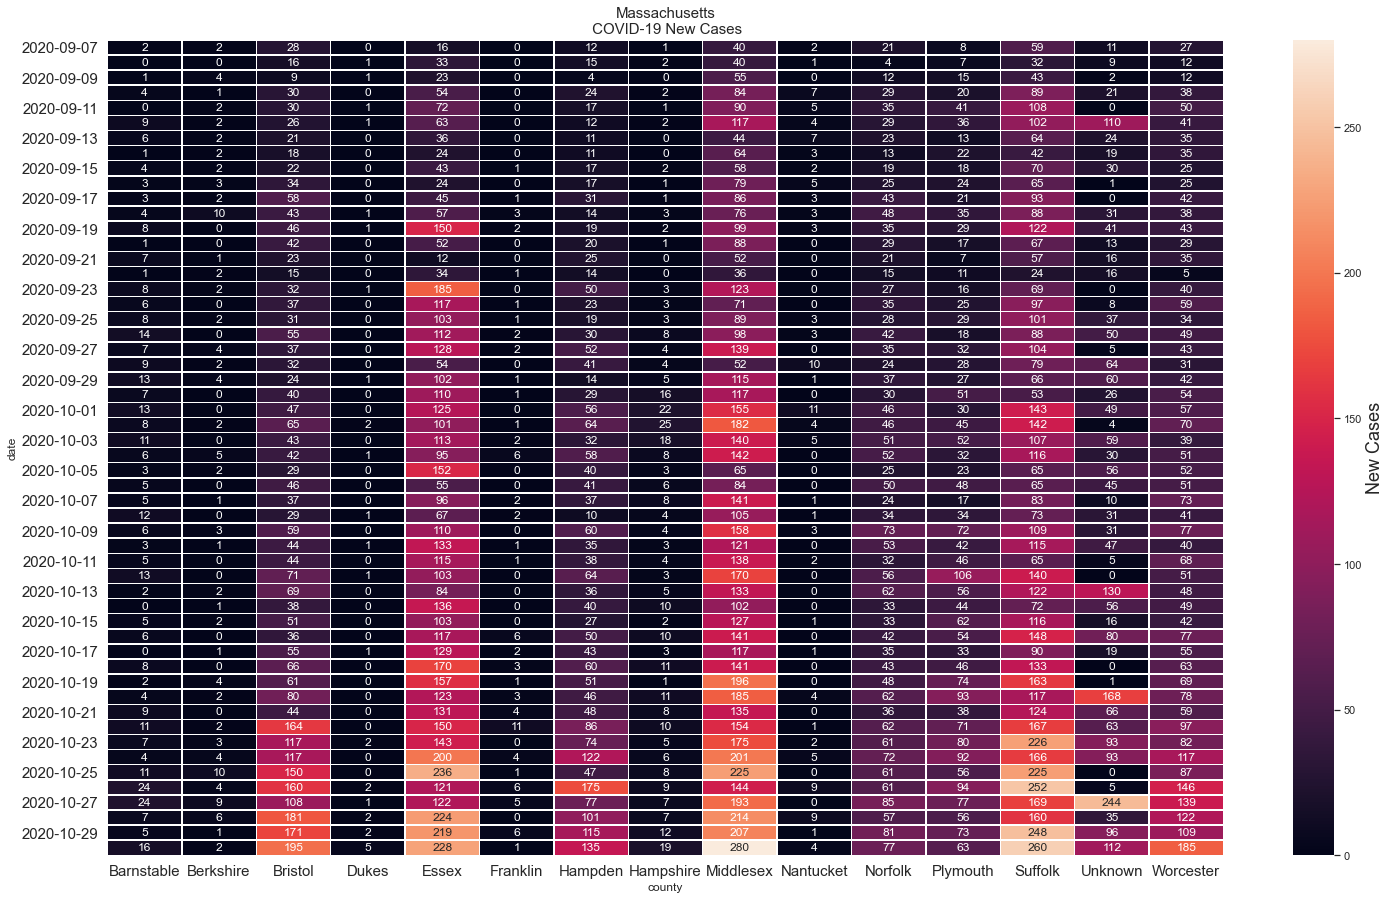 Massachusetts
COVID-19 New Cases
2020-09-07 2 2 28 0 16 0 12 1 40 2 21 8 59 11 27
0 0 16 1 33 0 15 2 40 1 4 7 32 9 12
2020-09-09 1 4 9 1 23 0 4 0 55 0 12 15 43 2 12
4 1 30 0 54 0 24 2 84 7 29 20 89 21 38
2020-09-11 0 2 30 1 72 0 17 1 90 5 35 41 108 0 50
9 2 26 1 63 0 12 2 117 4 29 36 102 110 41
2020-09-13 6 2 21 0 36 0 11 0 44 7 23 13 64 24 35
1 2 18 0 24 0 11 0 64 3 13 22 42 19 35
2020-09-15 4 2 22 0 43 1 17 2 58 2 19 18 70 30 25
3 3 34 0 24 0 17 1 79 5 25 24 65 1 25
2020-09-17 3 2 58 0 45 1 31 1 86 3 43 21 93 0 42
4 10 43 1 57 3 14 3 76 3 48 35 88 31 38
2020-09-19 8 0 46 1 150 2 19 2 99 3 35 29 122 41 43
1 0 42 0 52 0 20 1 88 0 29 17 67 13 29
2020-09-21 7 1 23 0 12 0 25 0 52 0 21 7 57 16 35
1 2 15 0 34 1 14 0 36 0 15 11 24 16 5
2020-09-23 8 2 32 1 185 0 50 3 123 0 27 16 69 0 40
6 0 37 0 117 1 23 3 71 0 35 25 97 8 59
2020-09-25 8 2 31 0 103 1 19 3 89 3 28 29 101 37 34
14 0 55 0 112 2 30 8 98 3 42 18 88 50 49
2020-09-27 7 4 37 0 128 2 52 4 139 0 35 32 104 5 43
9 2 32 0 54 0 41 4 52 10 24 28 79 64 31
2020-09-29 13 4 24 1 102 1 14 5 115 1 37 27 66 60 42
7 0 40 0 110 1 29 16 117 0 30 51 53 26 54
2020-10-01 13 0 47 0 125 0 56 22 155 11 46 30 143 49 57
8 2 65 2 101 1 64 25 182 4 46 45 142 4 70
2020-10-03 11 0 43 0 113 2 32 18 140 5 51 52 107 59 39
6 5 42 1 95 6 58 8 142 0 52 32 116 30 51
2020-10-05 3 2 29 0 152 0 40 3 65 0 25 23 65 56 52
5 0 46 0 55 0 41 6 84 0 50 48 65 45 51
2020-10-07 5 1 37 0 96 2 37 8 141 1 24 17 83 10 73
12 0 29 1 67 2 10 4 105 1 34 34 73 31 41
2020-10-09 6 3 59 0 110 0 60 4 158 3 73 72 109 31 77
3 1 44 1 133 1 35 3 121 0 53 42 115 47 40
2020-10-11 5 0 44 0 115 1 38 4 138 2 32 46 65 5 68
13 0 71 1 103 0 64 3 170 0 56 106 140 0 51
2020-10-13 2 2 69 0 84 0 36 5 133 0 62 56 122 130 48
0 1 38 0 136 0 40 10 102 0 33 44 72 56 49
2020-10-15 5 2 51 0 103 0 27 2 127 1 33 62 116 16 42
6 0 36 0 117 6 50 10 141 0 42 54 148 80 77
2020-10-17 0 1 55 1 129 2 43 3 117 1 35 33 90 19 55
8 0 66 0 170 3 60 11 141 0 43 46 133 0 63
2020-10-19 2 4 61 0 157 1 51 1 196 0 48 74 163 1 69
4 2 80 0 123 3 46 11 185 4 62 93 117 168 78
2020-10-21 9 0 44 0 131 4 48 8 135 0 36 38 124 66 59
11 2 164 0 150 11 86 10 154 1 62 71 167 63 97
2020-10-23 7 3 117 2 143 0 74 5 175 2 61 80 226 93 82
4 4 117 0 200 4 122 6 201 5 72 92 166 93 117
2020-10-25 11 10 150 0 236 1 47 8 225 0 61 56 225 0 87
24 4 160 2 121 6 175 9 144 9 61 94 252 5 146
2020-10-27 24 9 108 1 122 5 77 7 193 0 85 77 169 244 139
7 6 181 2 224 0 101 7 214 9 57 56 160 35 122
2020-10-29 5 1 171 2 219 6 115 12 207 1 81 73 248 96 109
16 2 195 5 228 1 135 19 280 4 77 63 260 112 185
Barnstable Berkshire Bristol Dukes Essex Franklin Hampden Hampshire Middlesex Nantucket Norfolk Plymouth Suffolk Unknown Worcester
county
date
250
200
150
100
50
0
New Cases